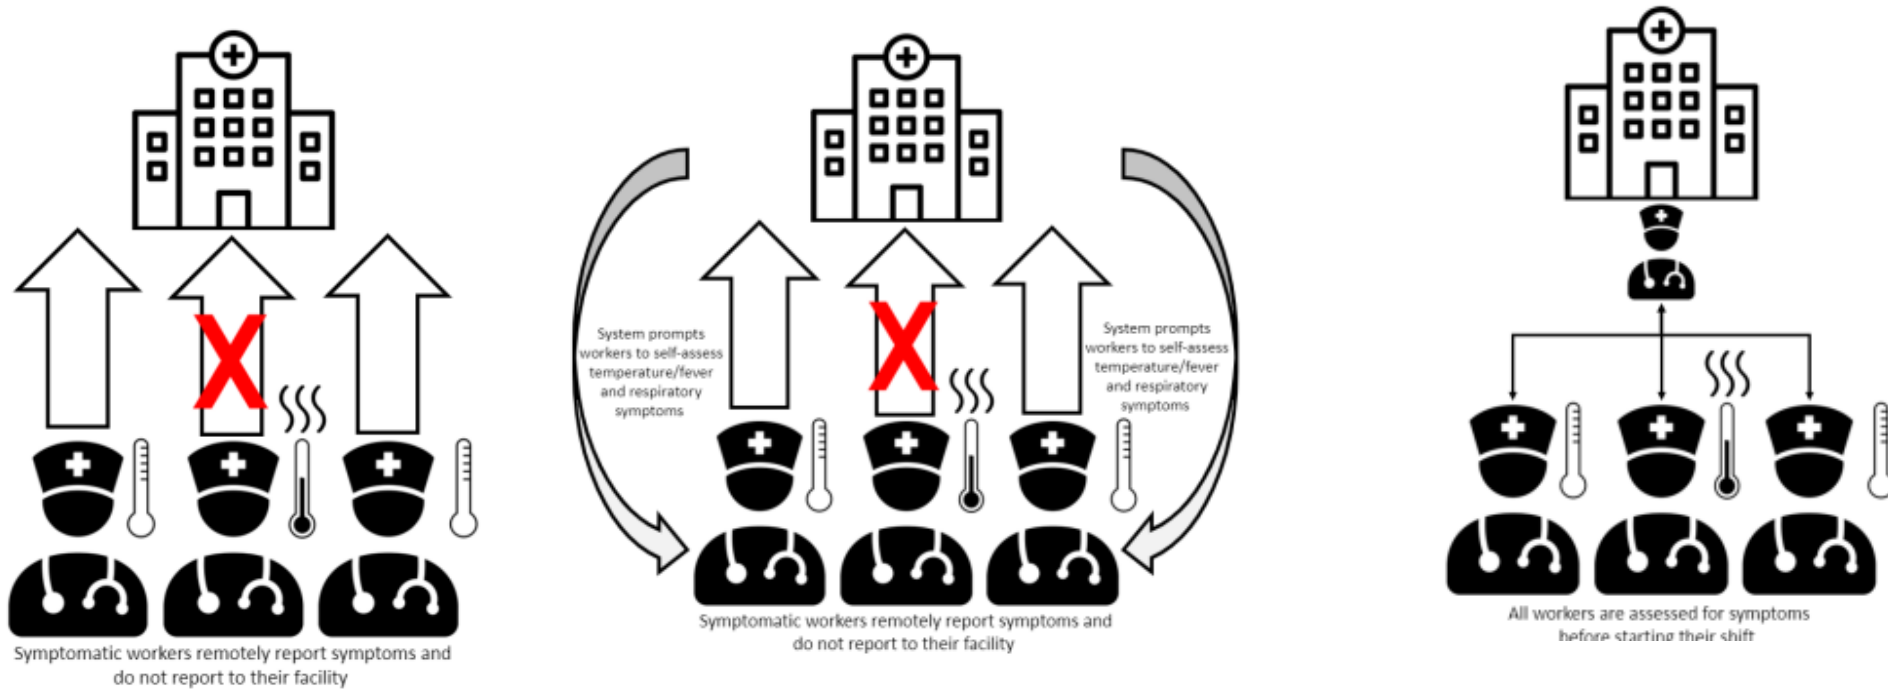 Symptomatic workers remotely report symptoms and
do not report to their facility
System prompts
workers to self-assess
temperature/fever
and respiratory
symptoms
System prompts
workers to self-assess
temperature/fever
and respiratory
symptoms
Symptomatic workers remotely report symptoms and
do not report to their facility
All workers are assessed for symptoms
before starting their shift